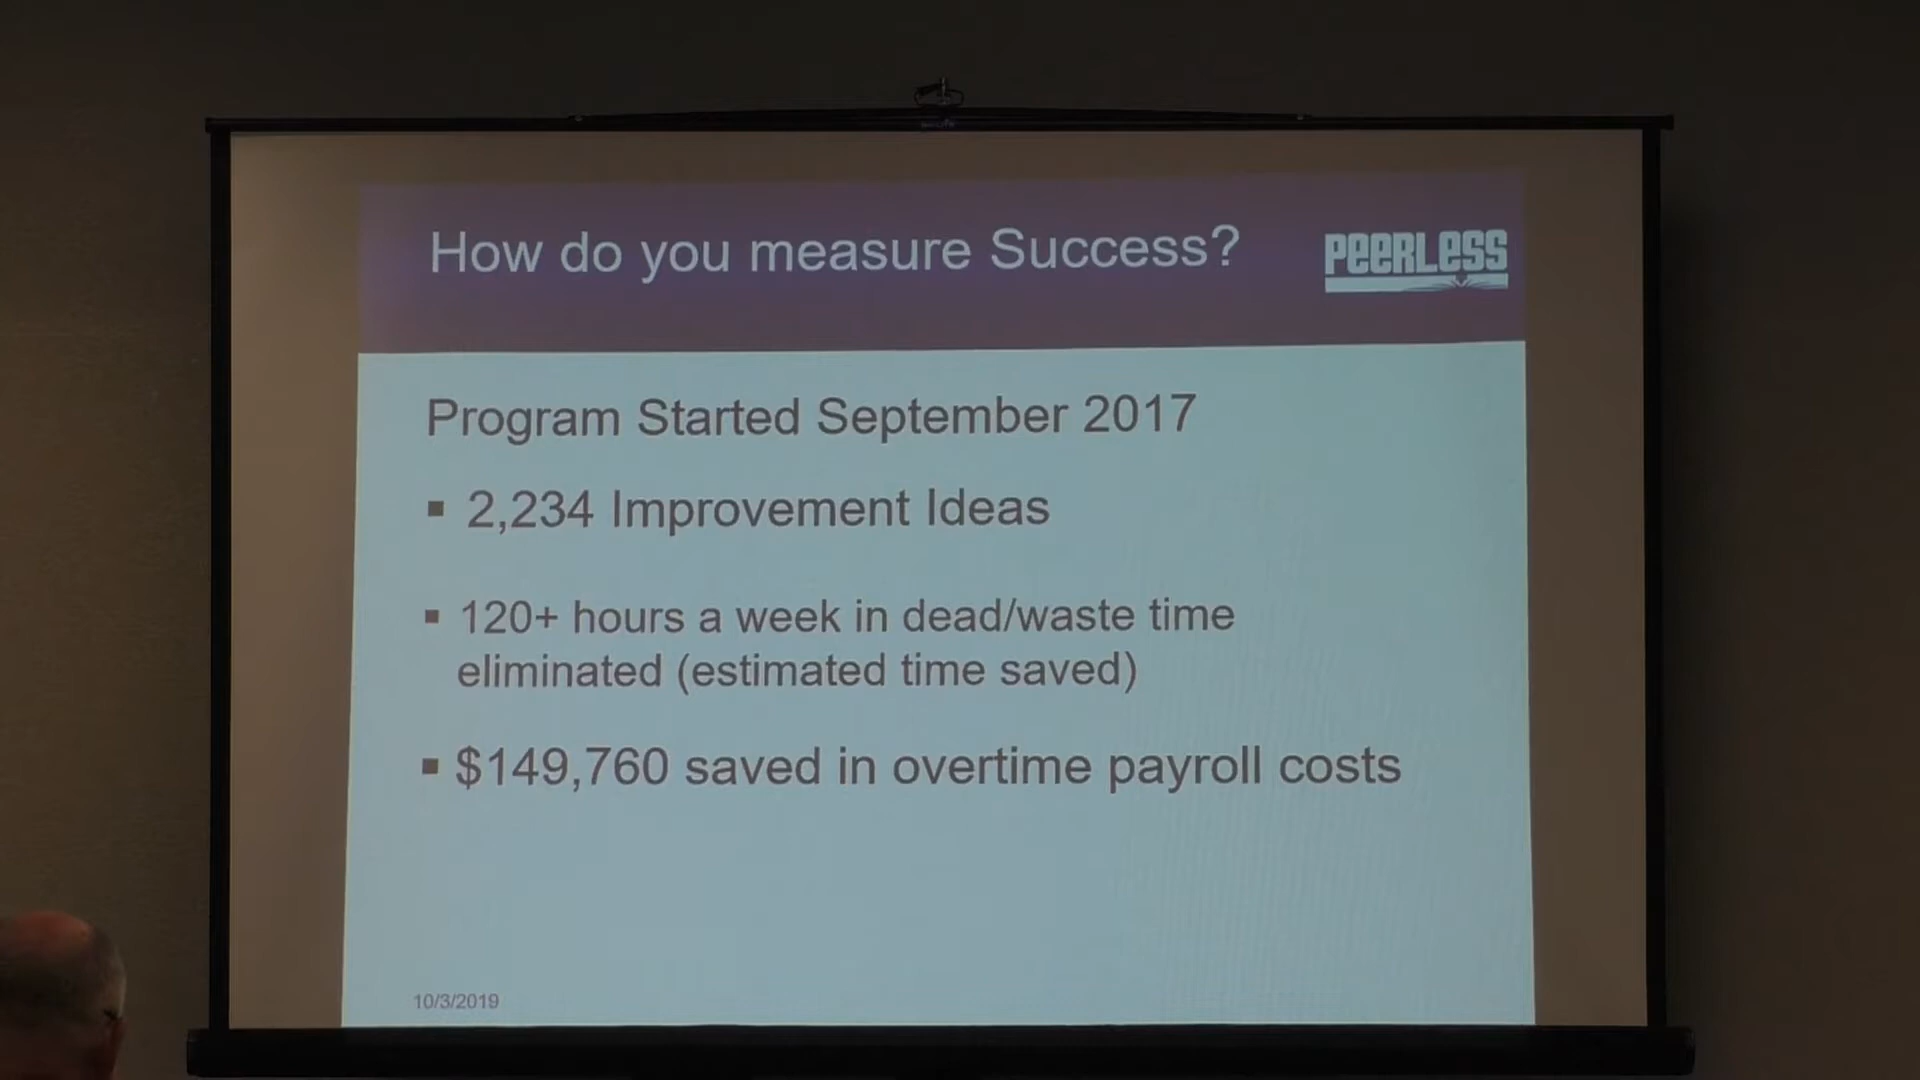 How do you measure Success?
PEERLESS
Program Started September 2017
▪ 2,234 Improvement Ideas
▪ 120+ hours a week in dead/waste time
eliminated (estimated time saved)
▪ $149,760 saved in overtime payroll costs
10/3/2019